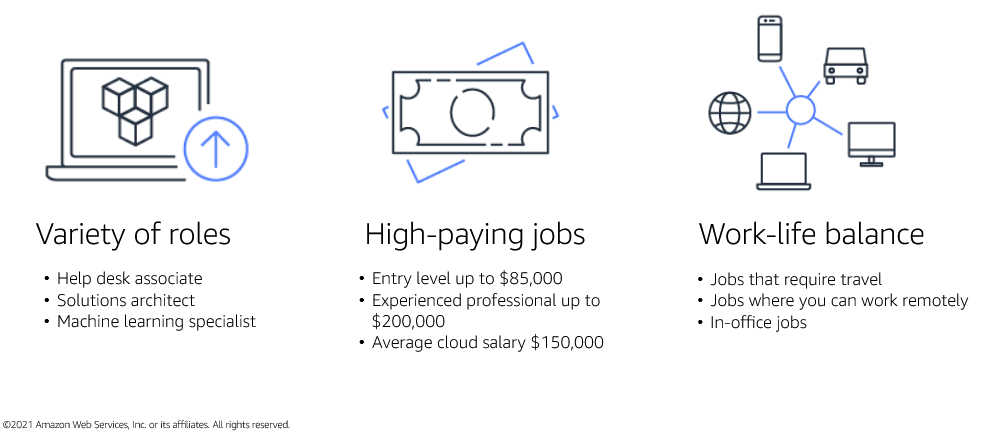 Variety of roles
• Help desk associate
• Solutions architect
• Machine learning specialist
High-paying jobs
• Entry level up to $85,000
• Experienced professional up to
$200,000
• Average cloud salary $150,000
Work-life balance
• Jobs that require travel
• Jobs where you can work remotely
• In-office jobs
©2021 Amazon Web Services, Inc. or its affiliates. All rights reserved.